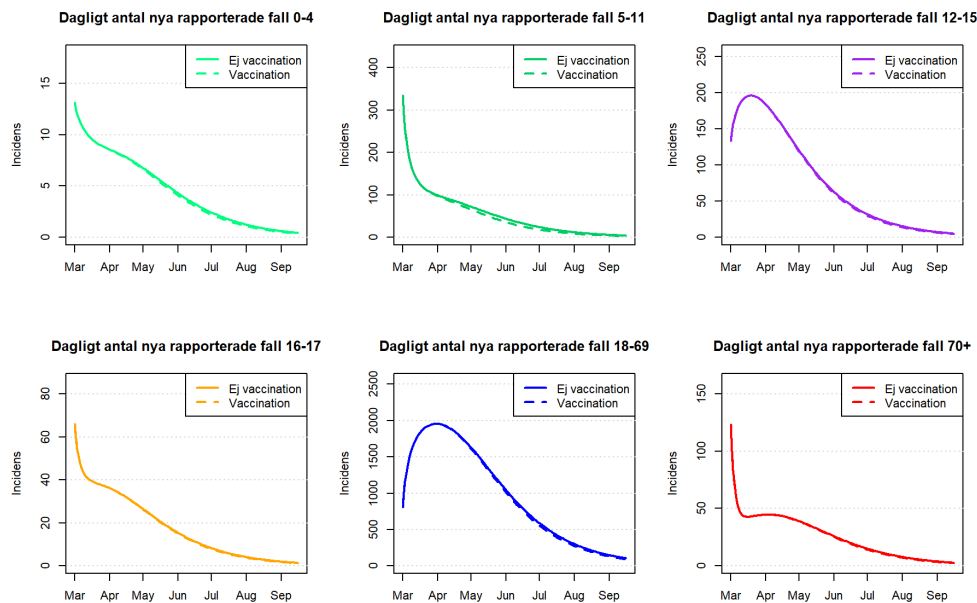 Dagligt antal nya rapporterade fall 0-4
Ej vaccination
Vaccination
15
10
5
0
Incidens
Mar Apr May Jun Jul Aug Sep
Dagligt antal nya rapporterade fall 5-11
Ej vaccination
Vaccination
400
300
200
100
0
Incidens
Mar Apr May Jun Jul Aug Sep
Dagligt antal nya rapporterade fall 12-15
Ej vaccination
Vaccination
250
200
150
100
50
0
Incidens
Mar Apr May Jun Jul Aug Sep
Dagligt antal nya rapporterade fall 16-17
Ej vaccination
Vaccination
80
60
40
20
0
Incidens
Mar Apr May Jun Jul Aug Sep
Dagligt antal nya rapporterade fall 18-69
Ej vaccination
Vaccination
2500
2000
1500
1000
500
0
Incidens
Mar Apr May Jun Jul Aug Sep
Dagligt antal nya rapporterade fall 70+
Ej vaccination
Vaccination
150
100
50
0
Incidens
Mar Apr May Jun Jul Aug Sep